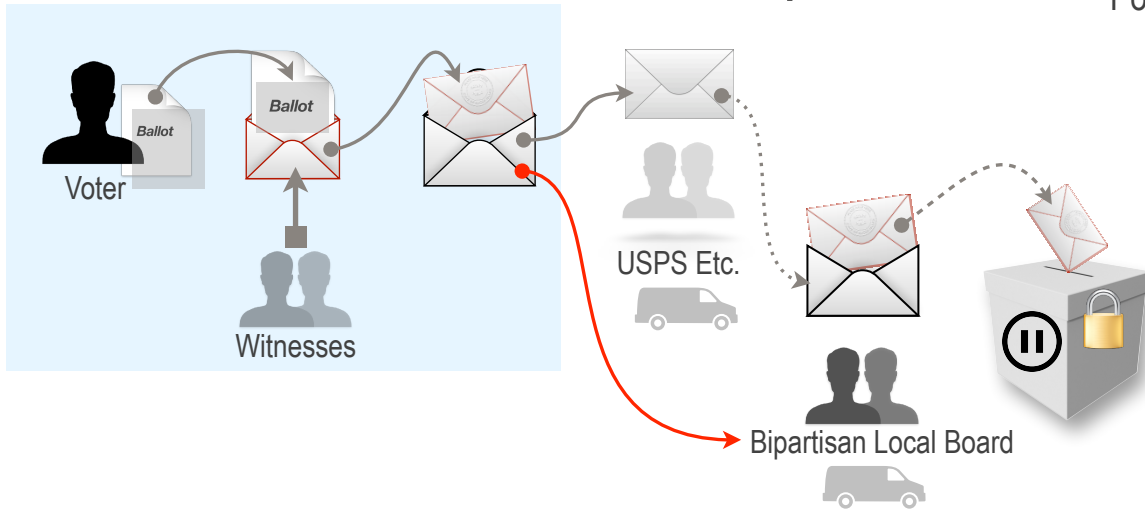 Ballot
Ballot
Voter
Witnesses
USPS Etc.
Bipartisan Local Board